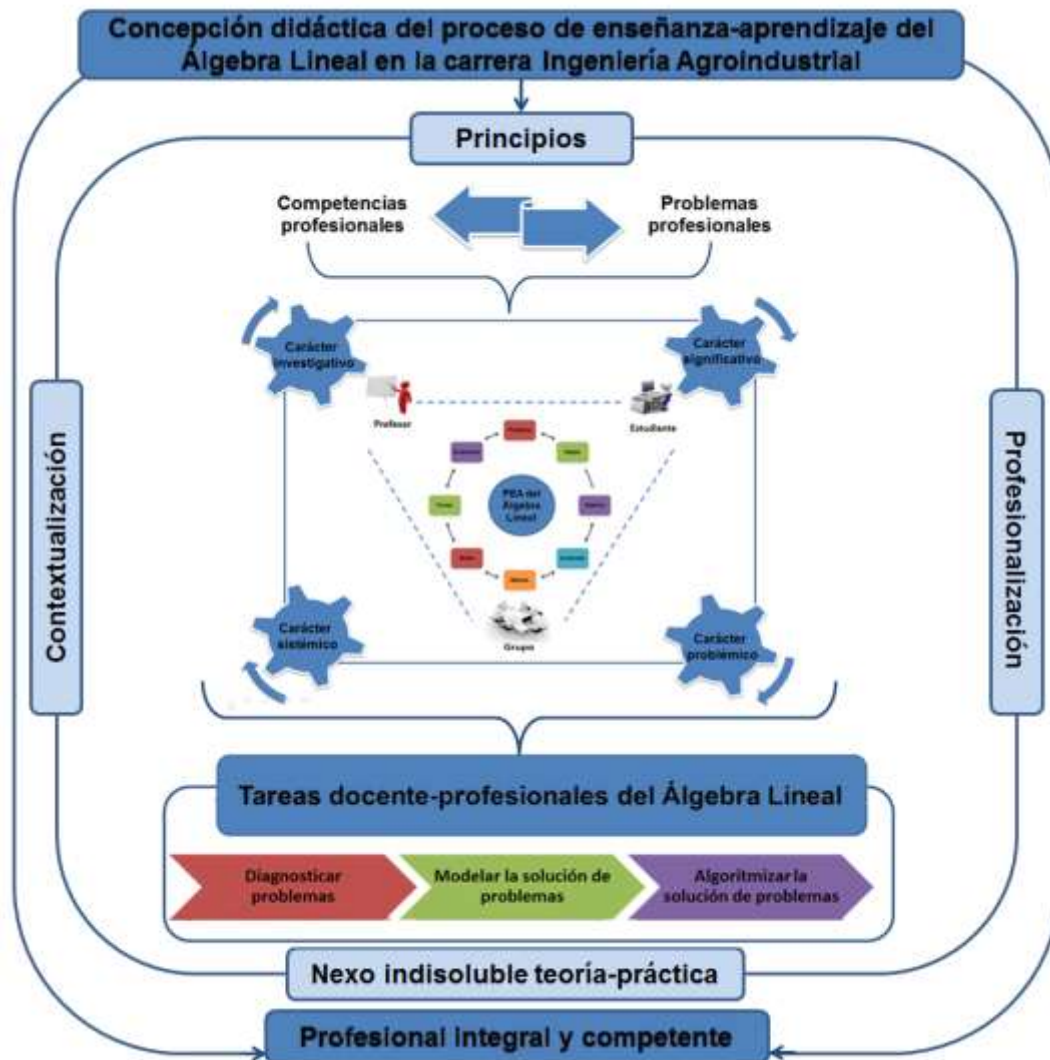 Concepción didáctica del proceso de enseñanza-aprendizaje del
Álgebra Lineal en la carrera Ingeniería Agroindustrial
Principios
Competencias
profesionales
Problemas
profesionales
Carácter
investigativo
Carácter
significativo
Profesor
Estudiante
PEA del
Álgebra
Lineal
Grupo
Carácter
sistémico
Carácter
problémico
Contextualización
Profesionalización
Tareas docente-profesionales del Álgebra Lineal
Diagnosticar
problemas
Modelar la solución de
problemas
Algoritmizar la
solución de problemas
Nexo indisoluble teoría-práctica
Profesional integral y competente